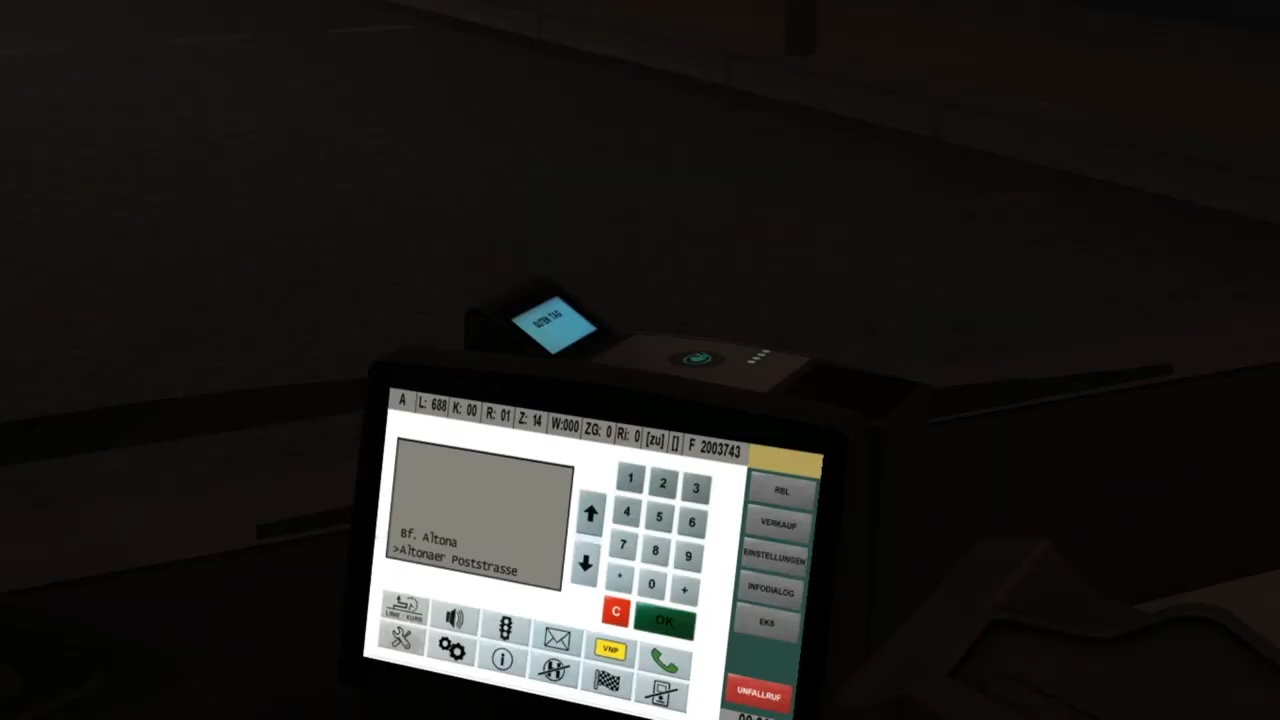 GUTEN TAG
A L: 688 K: 00 R: 01 Z: 14 W:000 ZG: 0 Ri: 0 [zu] [] F 2003743
Bf. Altona
>Altonaer Poststrasse
1 2 3
4 5 6
7 8 9
* 0 +
C OK
RBL
VERKAUF
EINSTELLUNGEN
INFODIALOG
EKS
UNFALLRUF
LINIE / KURS
VNP